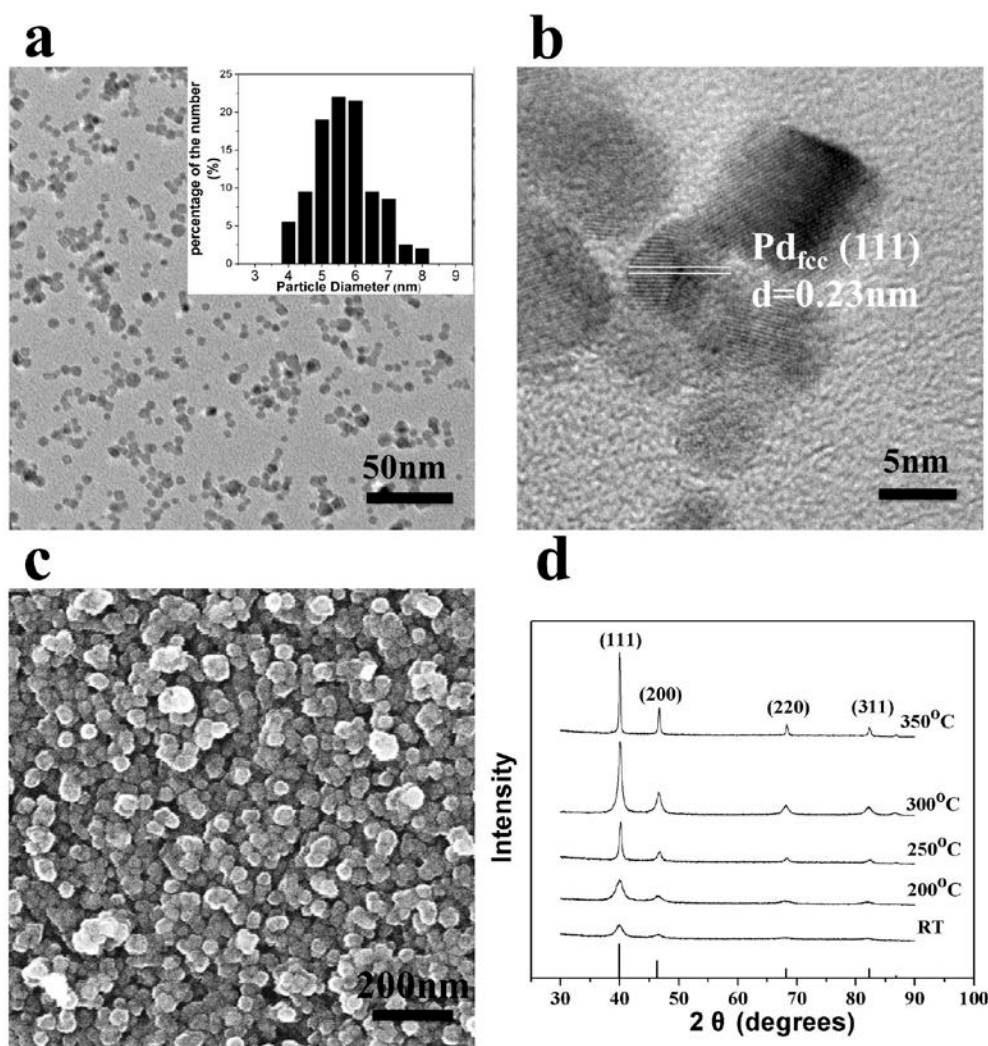 a
25
20
15
10
5
0
percentage of the number
(%)
3 4 5 6 7 8 9
Particle Diameter (nm)
50nm
b
Pdfcc (111)
d=0.23nm
5nm
c
200nm
d
(111)
(200)
(220)
(311)
350°C
300°C
250°C
200°C
RT
Intensity
30 40 50 60 70 80 90 100
2 θ (degrees)